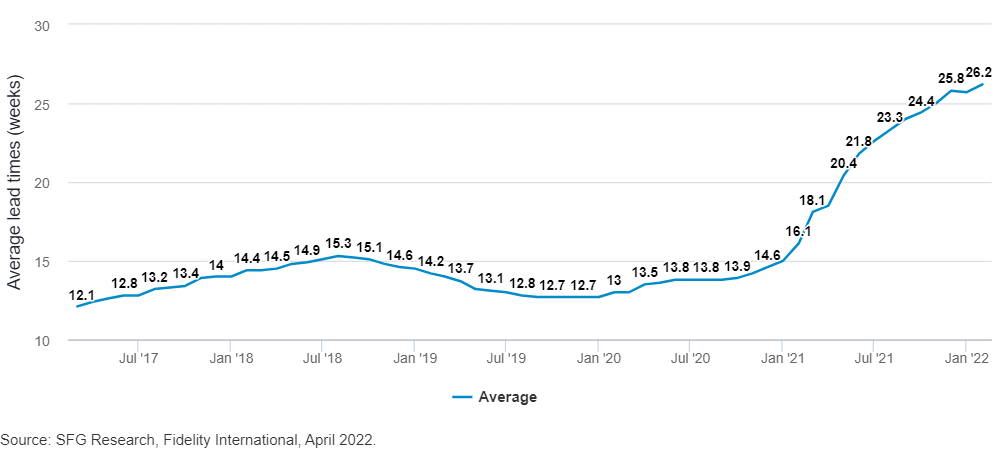 30
25
20
15
10
Average lead times (weeks)
12.1 12.8 13.2 13.4 14 14.4 14.5 14.9 15.3 15.1 14.6 14.2 13.7 13.1 12.8 12.7 12.7 13 13.5 13.8 13.8 13.9 14.6 16.1 18.1 20.4 21.8 23.3 24.4 25.8 26.2
Jul '17 Jan '18 Jul '18 Jan '19 Jul '19 Jan '20 Jul '20 Jan '21 Jul '21 Jan '22
Average
Source: SFG Research, Fidelity International, April 2022.